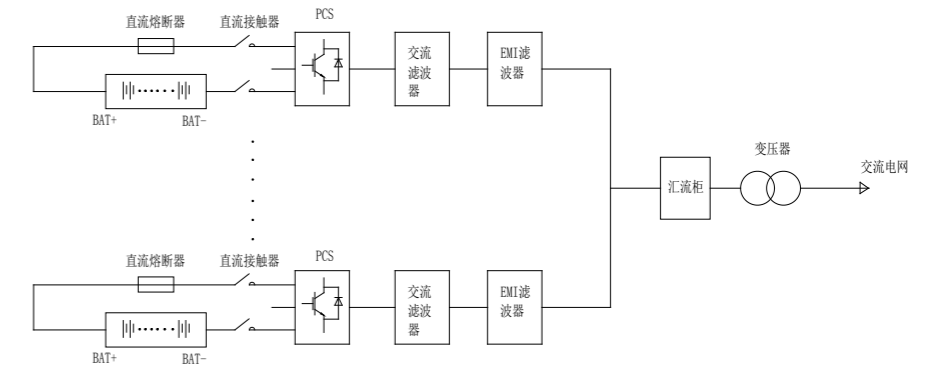 直流熔断器
直流接触器
PCS
BAT+
BAT-
交流
滤波
器
EMI滤
波器
汇流柜
变压器
交流电网
直流熔断器
直流接触器
PCS
BAT+
BAT-
交流
滤波
器
EMI滤
波器